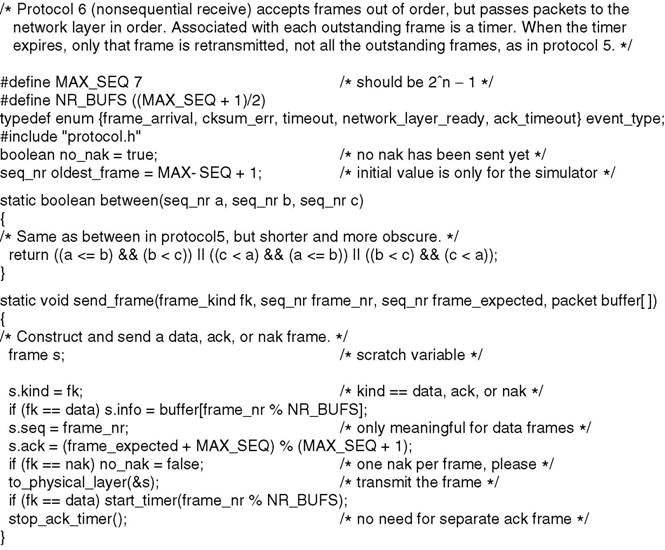 /* Protocol 6 (nonsequential receive) accepts frames out of order, but passes packets to the
network layer in order. Associated with each outstanding frame is a timer. When the timer
expires, only that frame is retransmitted, not all the outstanding frames, as in protocol 5. */
#define MAX_SEQ 7 /* should be 2^n − 1 */
#define NR_BUFS ((MAX_SEQ + 1)/2)
typedef enum {frame_arrival, cksum_err, timeout, network_layer_ready, ack_timeout} event_type;
#include "protocol.h"
boolean no_nak = true; /* no nak has been sent yet */
seq_nr oldest_frame = MAX- SEQ + 1; /* initial value is only for the simulator */
static boolean between(seq_nr a, seq_nr b, seq_nr c)
{
/* Same as between in protocol5, but shorter and more obscure. */
return ((a <= b) && (b < c)) II ((c < a) && (a <= b)) II ((b < c) && (c < a));
}
static void send_frame(frame_kind fk, seq_nr frame_nr, seq_nr frame_expected, packet buffer[ ])
{
/* Construct and send a data, ack, or nak frame. */
frame s; /* scratch variable */
s.kind = fk; /* kind == data, ack, or nak */
if (fk == data) s.info = buffer[frame_nr % NR_BUFS];
s.seq = frame_nr; /* only meaningful for data frames */
s.ack = (frame_expected + MAX_SEQ) % (MAX_SEQ + 1);
if (fk == nak) no_nak = false; /* one nak per frame, please */
to_physical_layer(&s); /* transmit the frame */
if (fk == data) start_timer(frame_nr % NR_BUFS);
stop_ack_timer(); /* no need for separate ack frame */
}